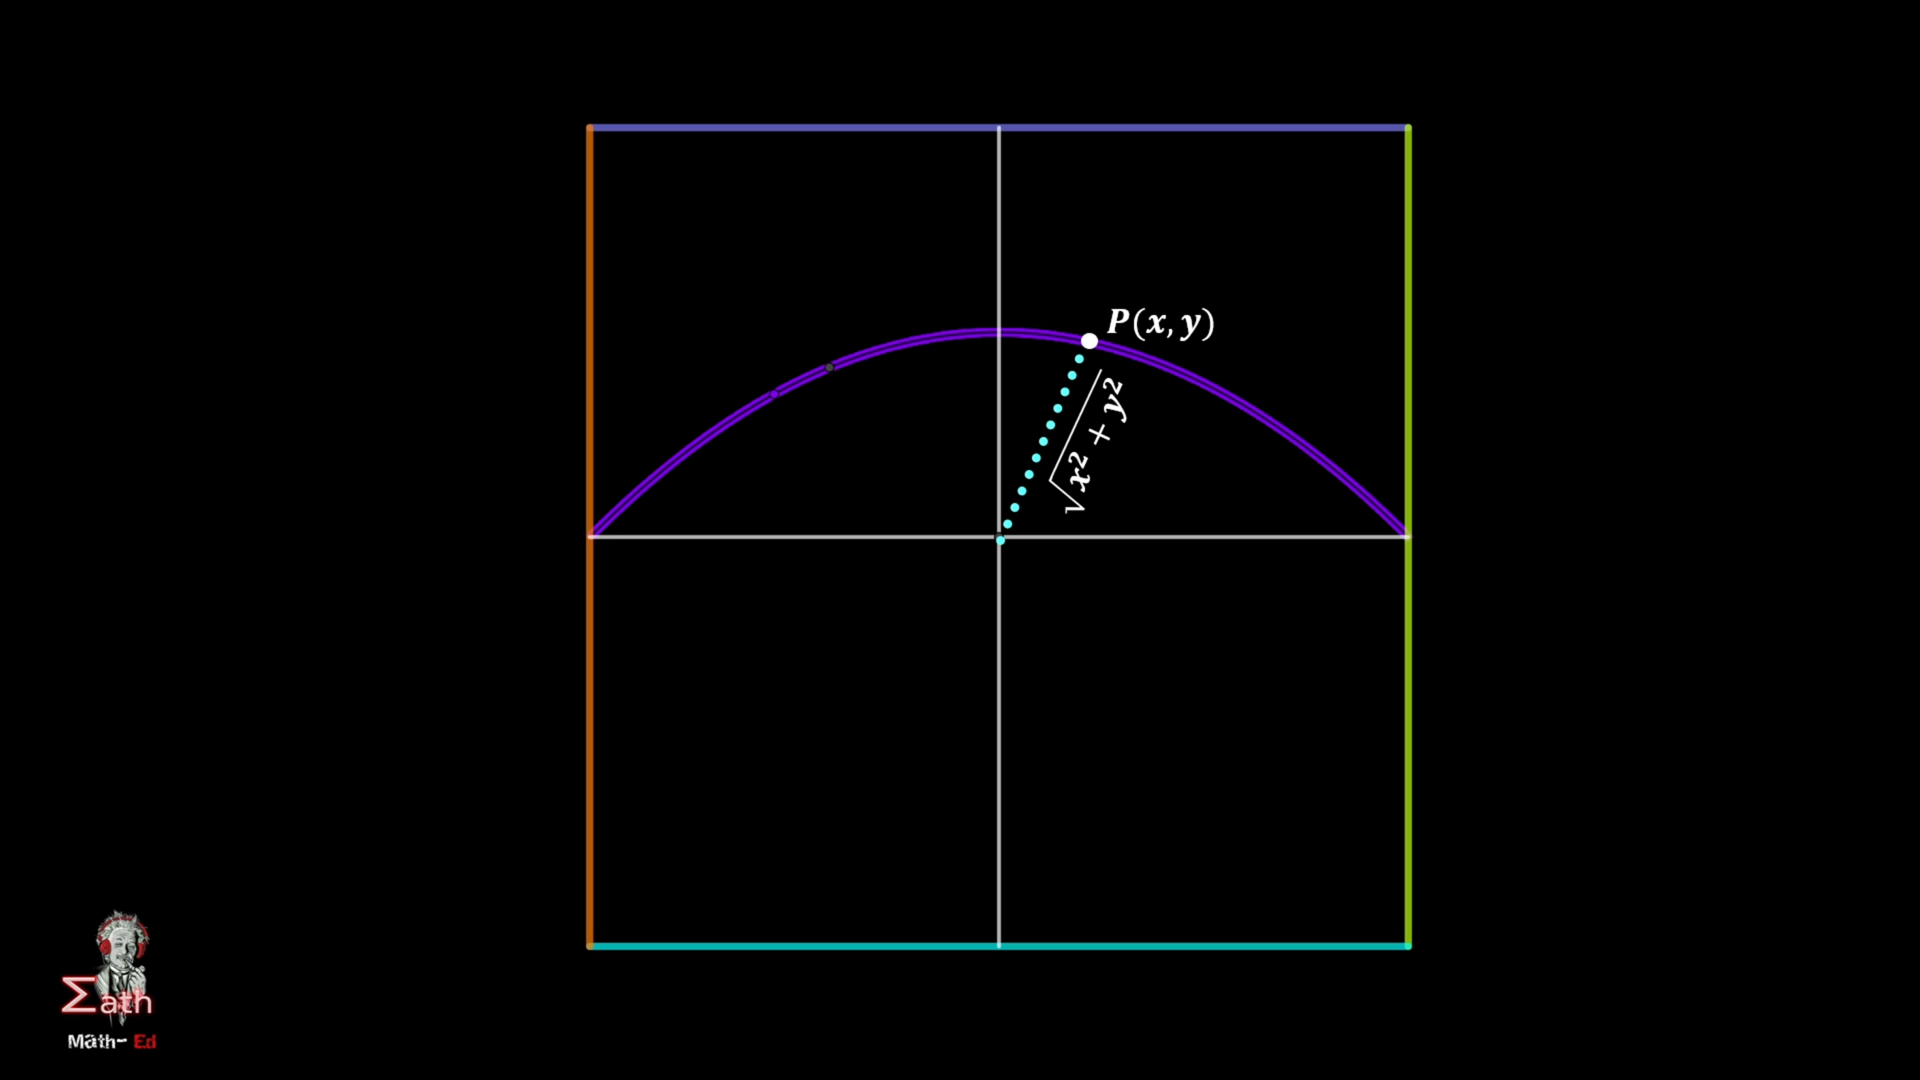 P(x, y)
√x² + y²
Σath
Math- Ed